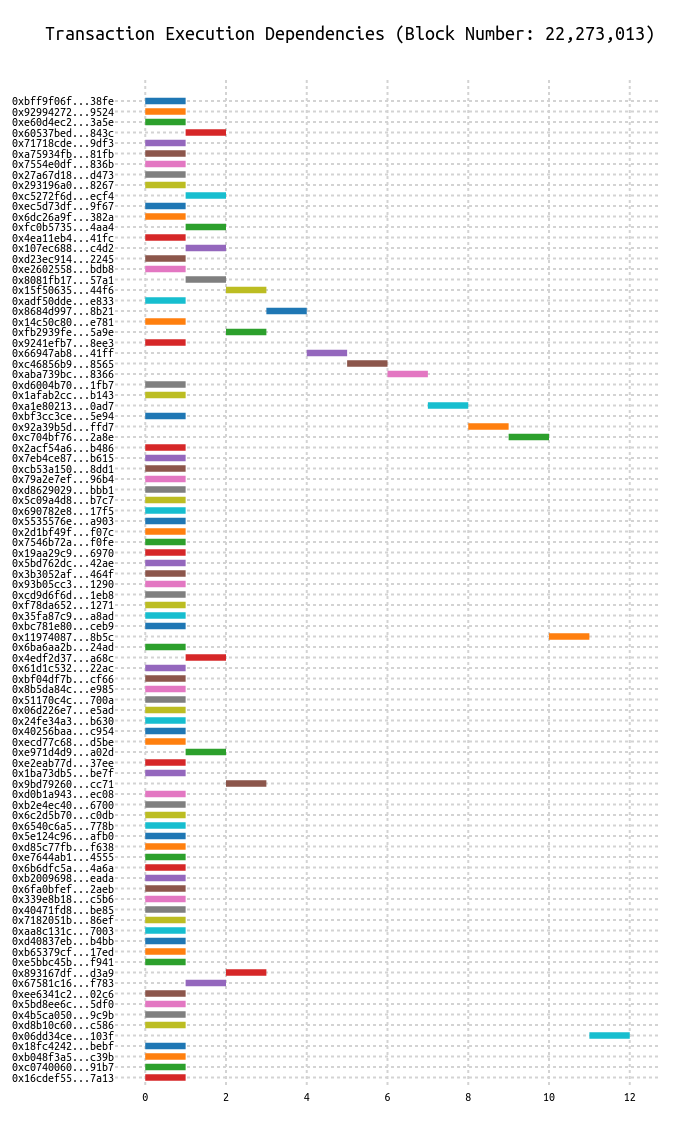 Transaction Execution Dependencies (Block Number: 22,273,013)
0xbff9f06f...38fe
0x92994272...9524
0xe60d4ec2...3a5e
0x60537bed...843c
0x71718cde...9df3
0xa75934fb...81fb
0x7554e0df...836b
0x27a67d18...d473
0x293196a0...8267
0xc5272f6d...ecf4
0xec5d73df...9f67
0x6dc26a9f...382a
0xfc0b5735...4aa4
0x4ea11eb4...41fc
0x107ec688...c4d2
0xd23ec914...2245
0xe2602558...bdb8
0x8081fb17...57a1
0x15f50635...44f6
0xadf50dde...e833
0x8684d997...8b21
0x14c50c80...e781
0xfb2939fe...5a9e
0x9241efb7...8ee3
0x66947ab8...41ff
0xc46856b9...8565
0xaba739bc...8366
0xd6004b70...1fb7
0x1afab2cc...b143
0xa1e80213...0ad7
0xbf3cc3ce...5e94
0x92a39b5d...ffd7
0xc704bf76...2a8e
0x2acf54a6...b486
0x7eb4ce87...b615
0xcb53a150...8dd1
0x79a2e7ef...96b4
0xd8629029...bbb1
0x5c09a4d8...b7c7
0x690782e8...17f5
0x5535576e...a903
0x2d1bf49f...f07c
0x7546b72a...f0fe
0x19aa29c9...6970
0x5bd762dc...42ae
0x3b3052af...464f
0x93b05cc3...1290
0xcd9d6f6d...1eb8
0xf78da652...1271
0x35fa87c9...a8ad
0xbc781e80...ceb9
0x11974087...8b5c
0x6ba6aa2b...24ad
0x4edf2d37...a68c
0x61d1c532...22ac
0xbf04df7b...cf66
0x8b5da84c...e985
0x51170c4c...700a
0x06d226e7...e5ad
0x24fe34a3...b630
0x40256baa...c954
0xecd77c68...d5be
0xe971d4d9...a02d
0xe2eab77d...37ee
0x1ba73db5...be7f
0x9bd79260...cc71
0xd0b1a943...ec08
0xb2e4ec40...6700
0x6c2d5b70...c0db
0x6540c6a5...778b
0x5e124c96...afb0
0xd85c77fb...f638
0xe7644ab1...4555
0x6b6dfc5a...4a6a
0xb2009698...eada
0x6fa0bfef...2aeb
0x339e8b18...c5b6
0x40471fd8...be85
0x7182051b...86ef
0xaa8c131c...7003
0xd40837eb...b4bb
0xb65379cf...17ed
0xe5bbc45b...f941
0x893167df...d3a9
0x67581c16...f783
0xee6341c2...02c6
0x5bd8ee6c...5df0
0x4b5ca050...9c9b
0xd8b10c60...c586
0x06dd34ce...103f
0x18fc4242...bebf
0xb048f3a5...c39b
0xc0740060...91b7
0x16cdef55...7a13
0 2 4 6 8 10 12